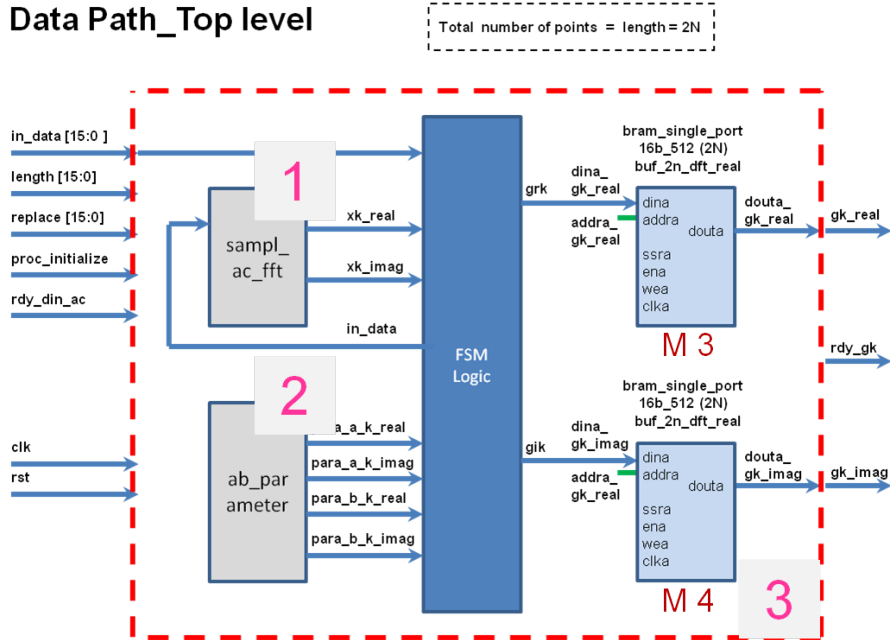 Data Path_Top level
Total number of points = length = 2N
in_data [15:0 ]
length [15:0]
replace [15:0]
proc_initialize
rdy_din_ac
clk
rst
1
sampl_
ac_fft
xk_real
xk_imag
in_data
2
ab_par
ameter
a_a_k_real
para_a_k_imag
para_b_k_real
para_b_k_imag
FSM
Logic
grk
gik
bram_single_port
16b_512 (2N)
buf_2n_dft_real
dina_
gk_real
addra_
gk_real
dina
addra
douta
ssra
ena
wea
clka
M 3
douta_
gk_real
gk_real
rdy_gk
bram_single_port
16b_512 (2N)
buf_2n_dft_real
dina_
gk_imag
addra_
gk_real
dina
addra
douta
ssra
ena
wea
clka
M 4
douta_
gk_imag
gk_imag
3